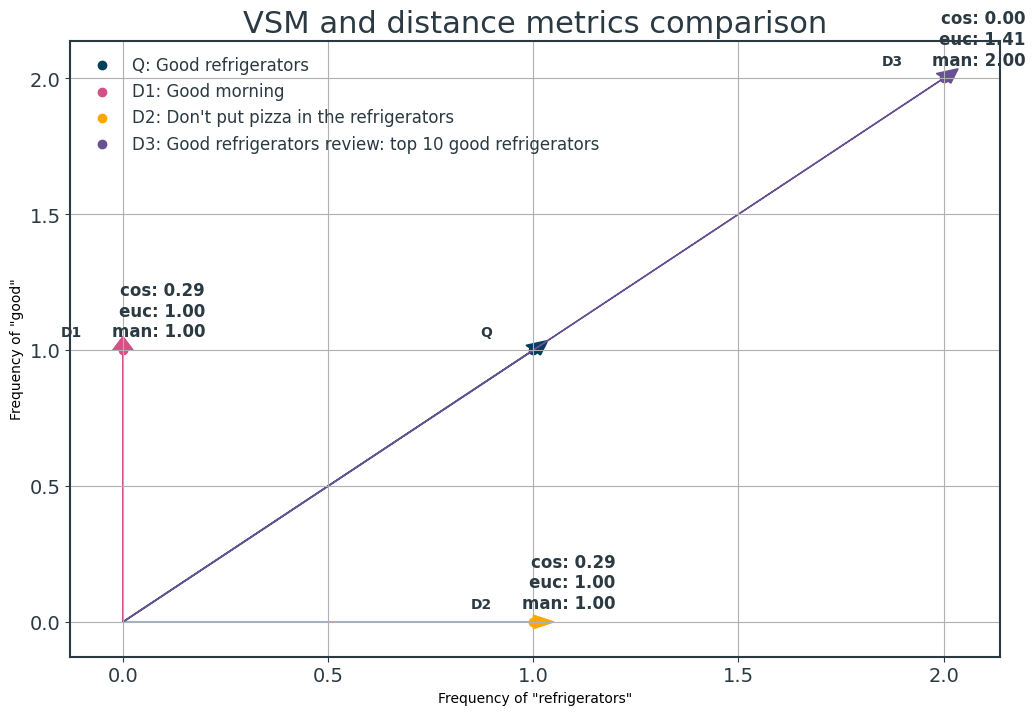 VSM and distance metrics comparison
cos: 0.00
euc: 1.41
man: 2.00
D3
Q: Good refrigerators
D1: Good morning
D2: Don't put pizza in the refrigerators
D3: Good refrigerators review: top 10 good refrigerators
cos: 0.29
euc: 1.00
man: 1.00
D1
Q
cos: 0.29
euc: 1.00
man: 1.00
D2
2.0
1.5
1.0
0.5
0.0
Frequency of "good"
0.0 0.5 1.0 1.5 2.0
Frequency of "refrigerators"